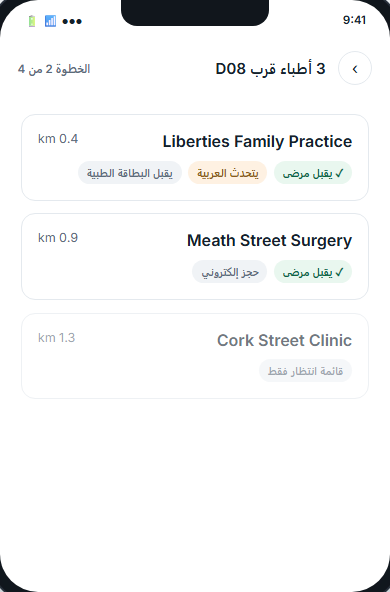 9:41
3 أطباء قرب D08
الخطوة 2 من 4
Liberties Family Practice
0.4 km
✓ يقبل مرضى
يتحدث العربية
يقبل البطاقة الطبية
Meath Street Surgery
0.9 km
✓ يقبل مرضى
حجز إلكتروني
Cork Street Clinic
1.3 km
قائمة انتظار فقط